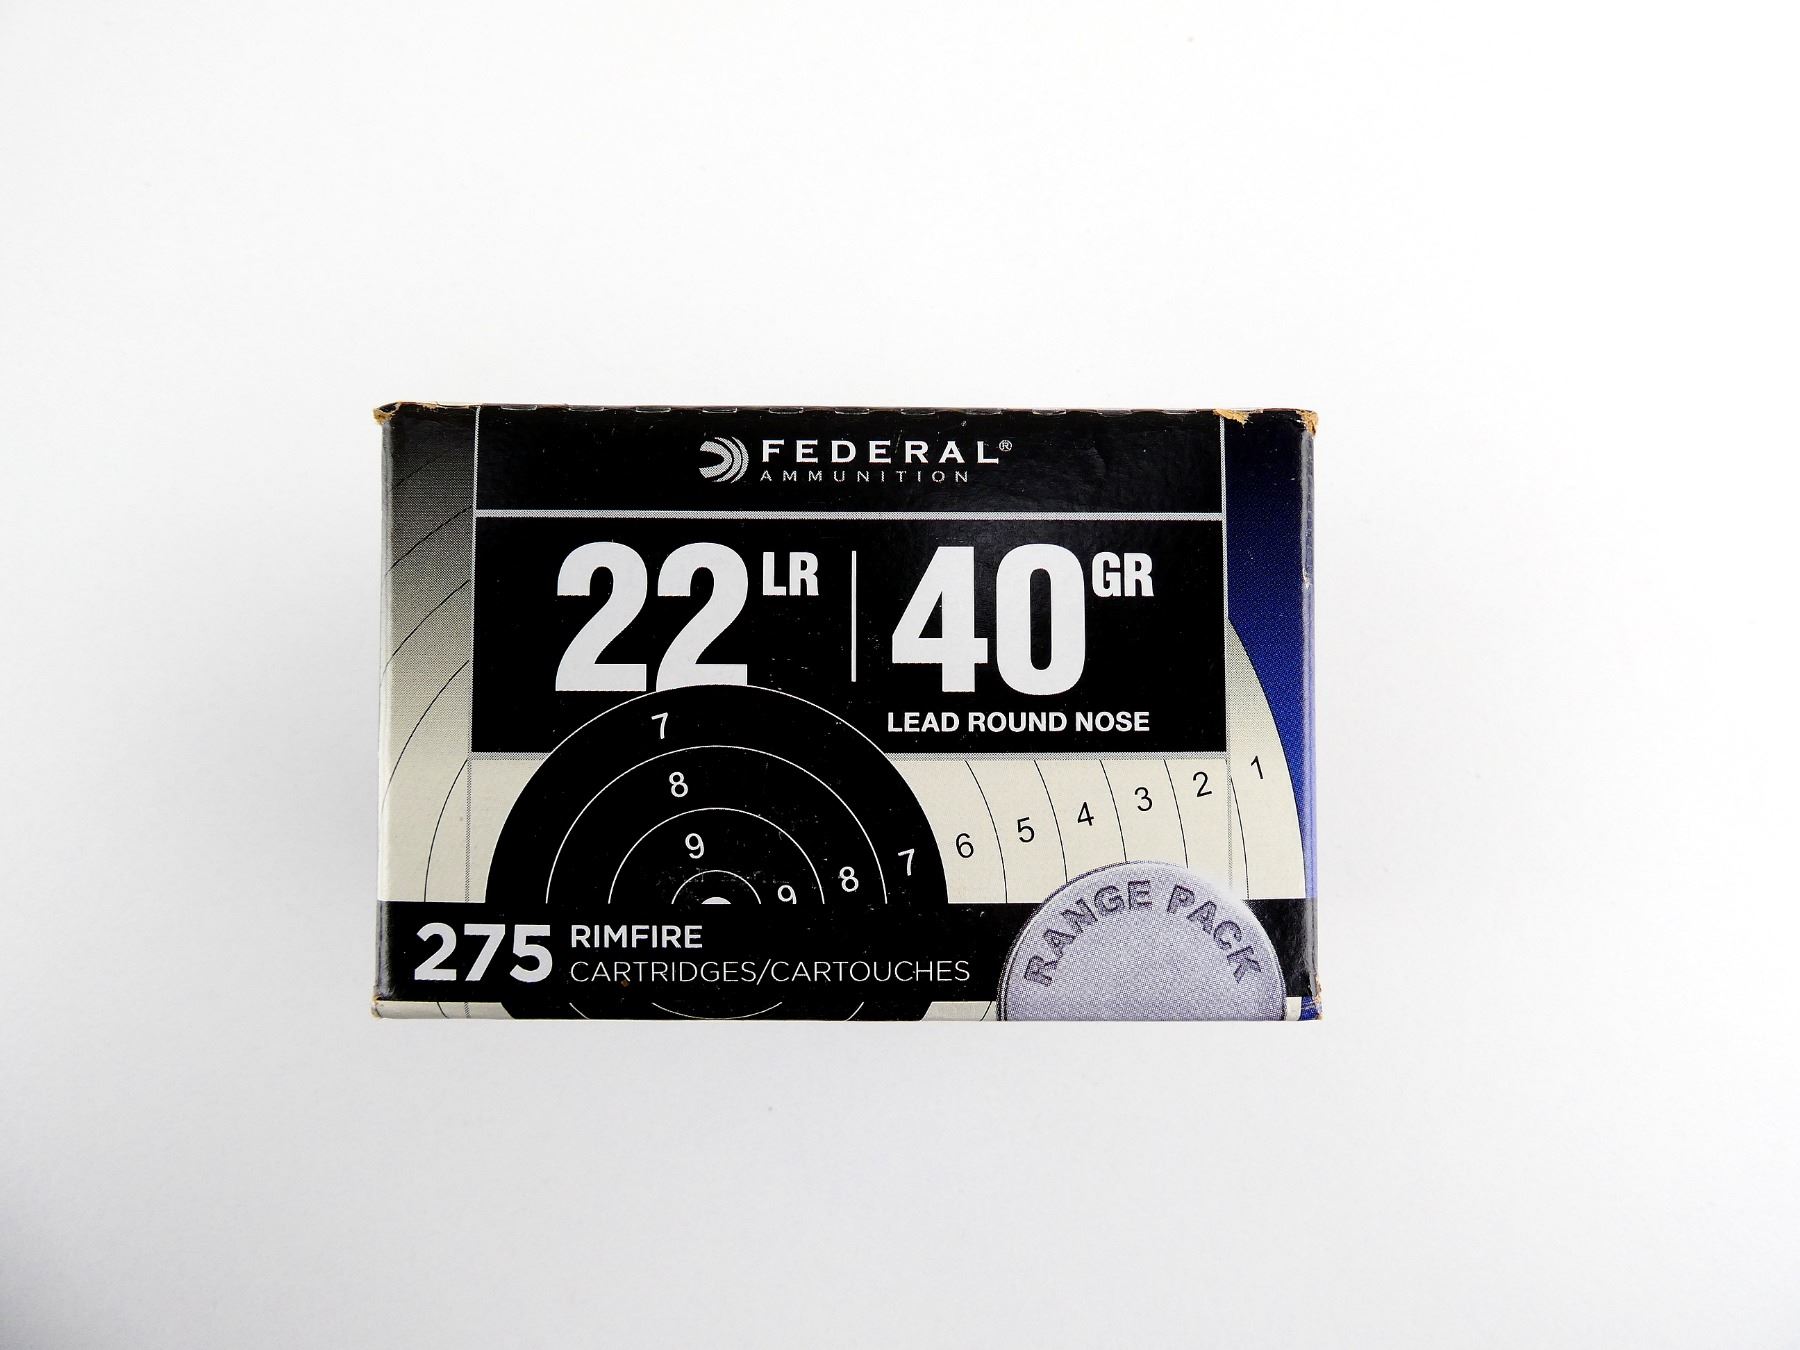 FEDERAL®
AMMUNITION
22 LR | 40 GR
LEAD ROUND NOSE
7
8
9
9 8 7 6 5 4 3 2 1
RANGE PACK
275 RIMFIRE
CARTRIDGES/CARTOUCHES